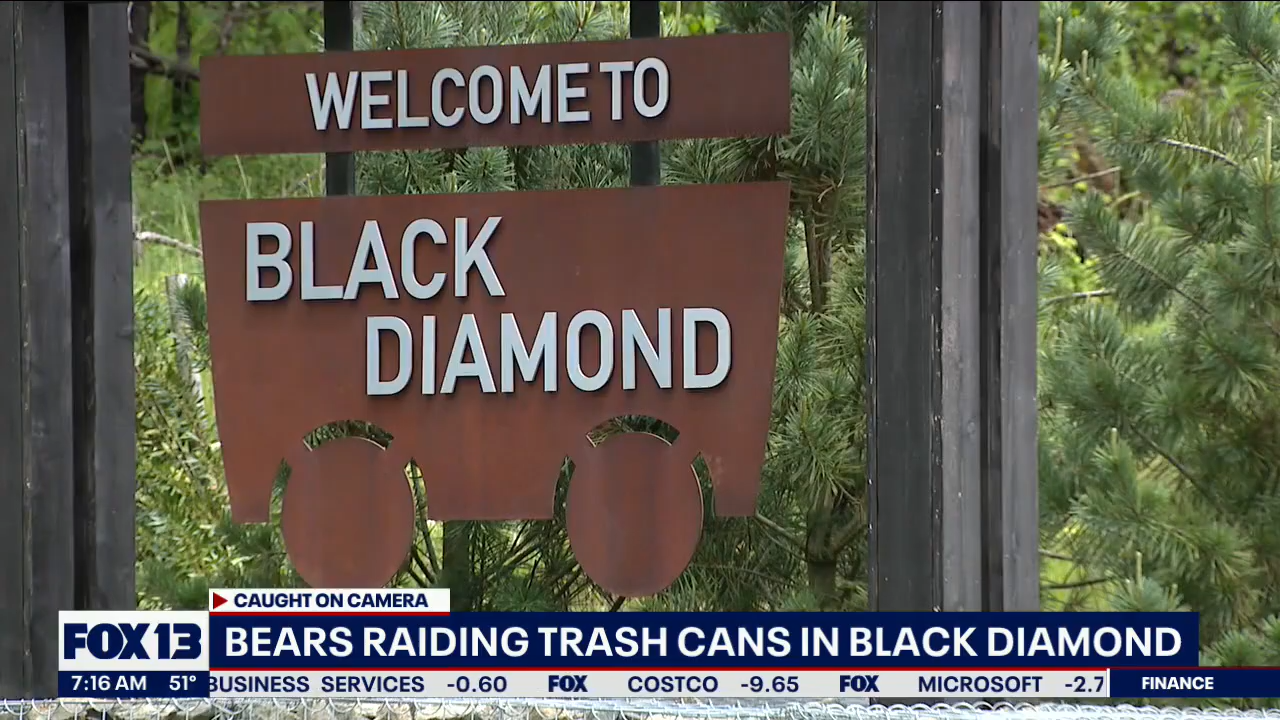 WELCOME TO
BLACK
DIAMOND
CAUGHT ON CAMERA
FOX 13
BEARS RAIDING TRASH CANS IN BLACK DIAMOND
7:16 AM 51° BUSINESS SERVICES -0.60 FOX COSTCO -9.65 FOX MICROSOFT -2.7 FINANCE